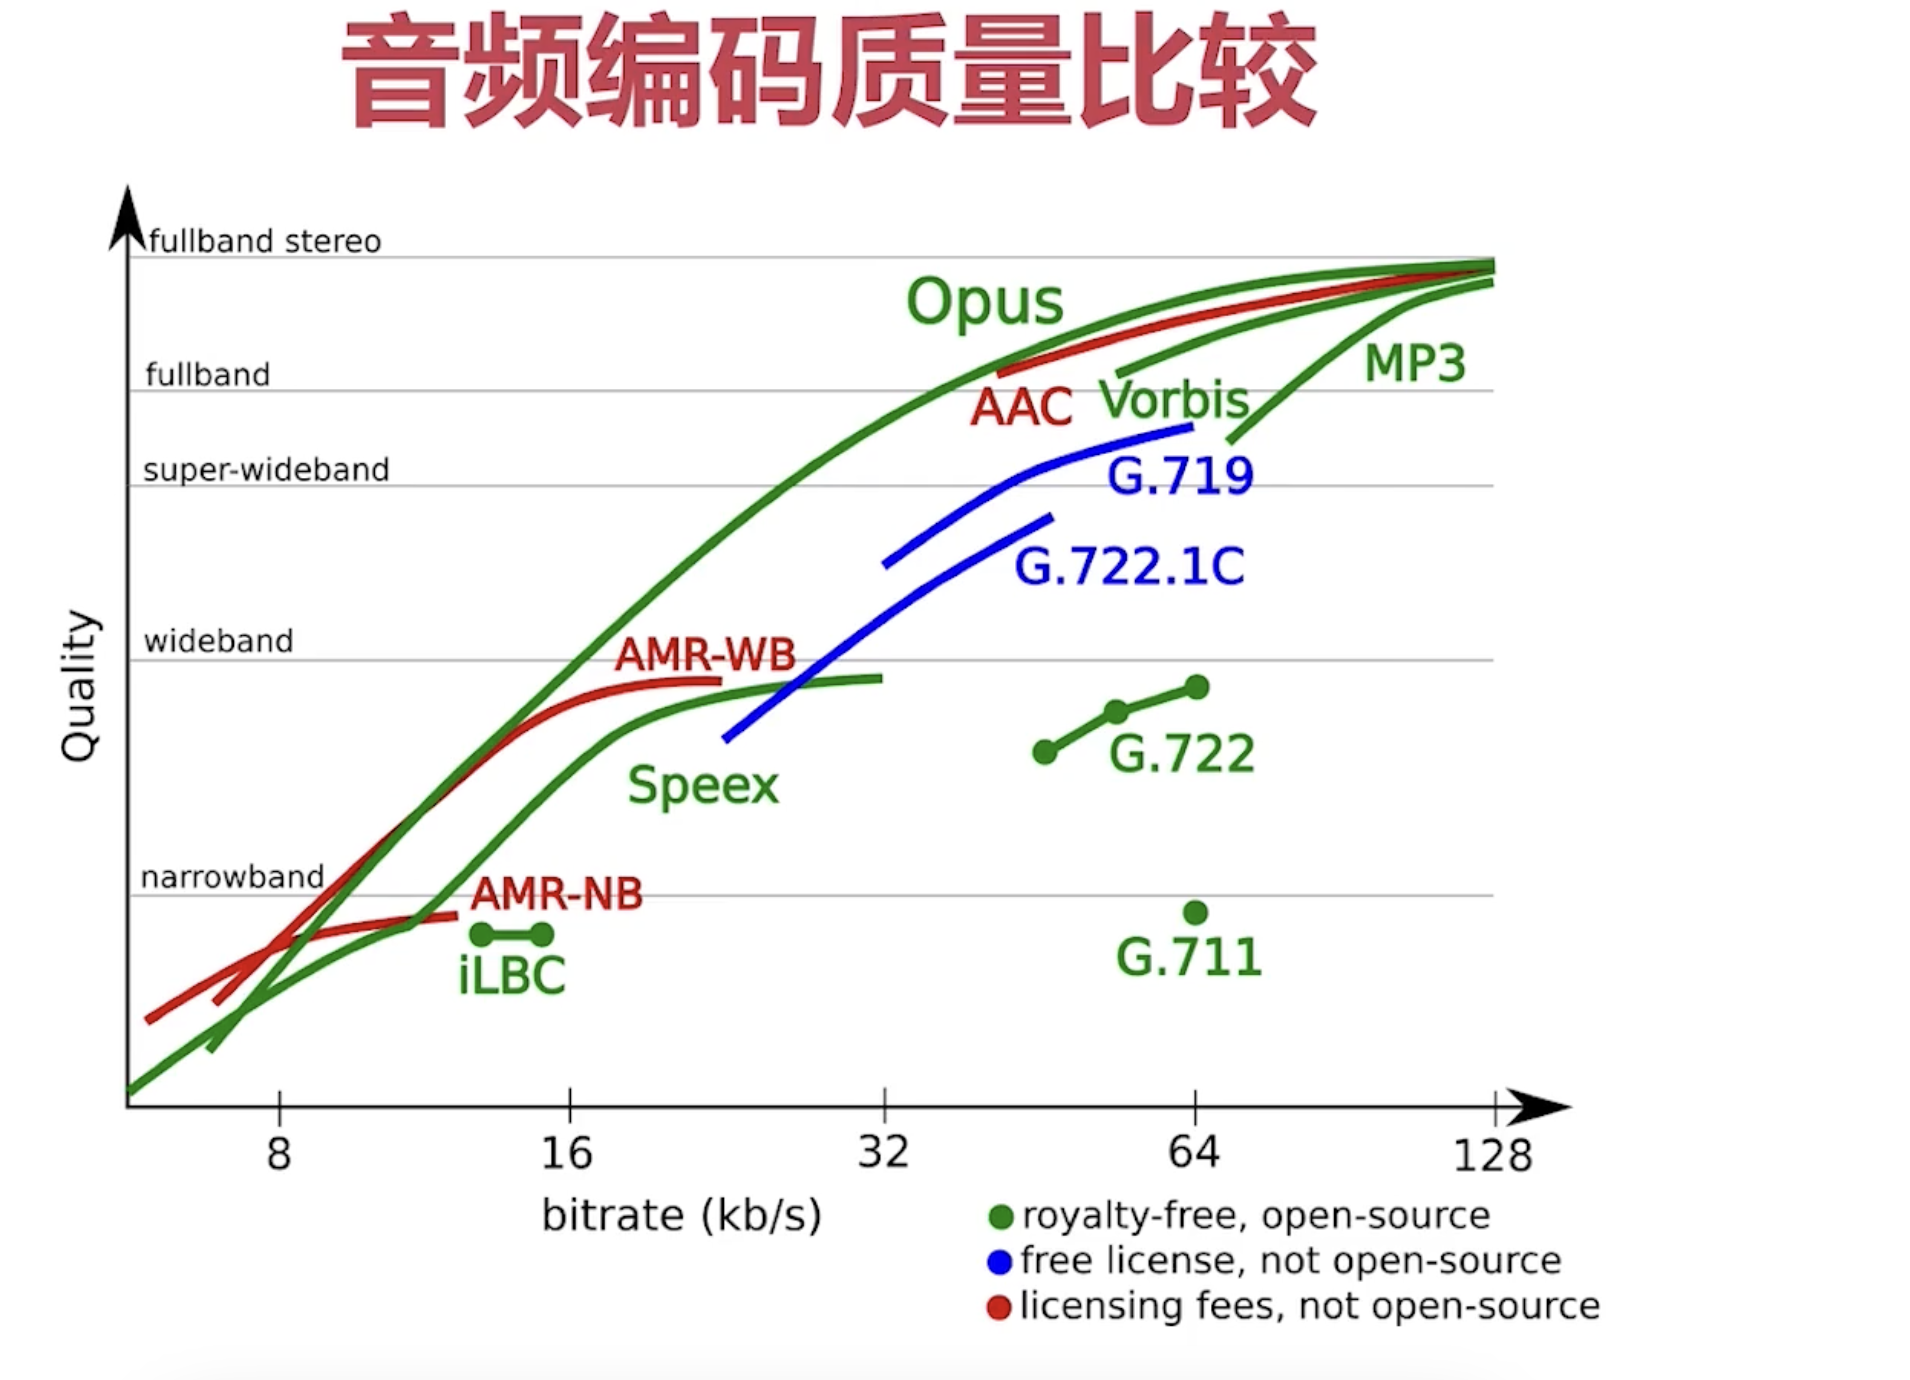 音频编码质量比较
fullband stereo
Opus
fullband
MP3
AAC
Vorbis
super-wideband
G.719
G.722.1C
wideband
AMR-WB
Quality
G.722
Speex
narrowband
AMR-NB
iLBC
G.711
8 16 32 64 128
bitrate (kb/s)
royalty-free, open-source
free license, not open-source
licensing fees, not open-source